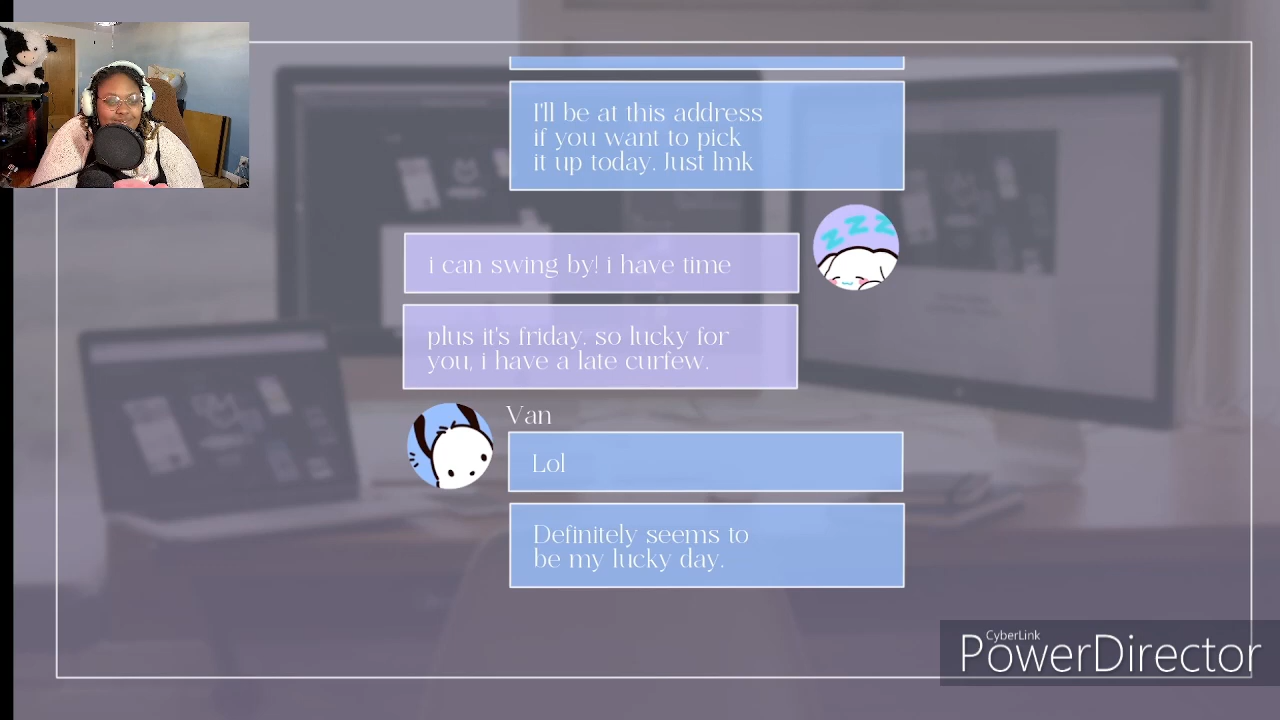 I'll be at this address
if you want to pick
it up today. Just lmk
i can swing by! i have time
plus it's friday. so lucky for
you, i have a late curfew.
Van
Lol
Definitely seems to
be my lucky day.
CyberLink
PowerDirector